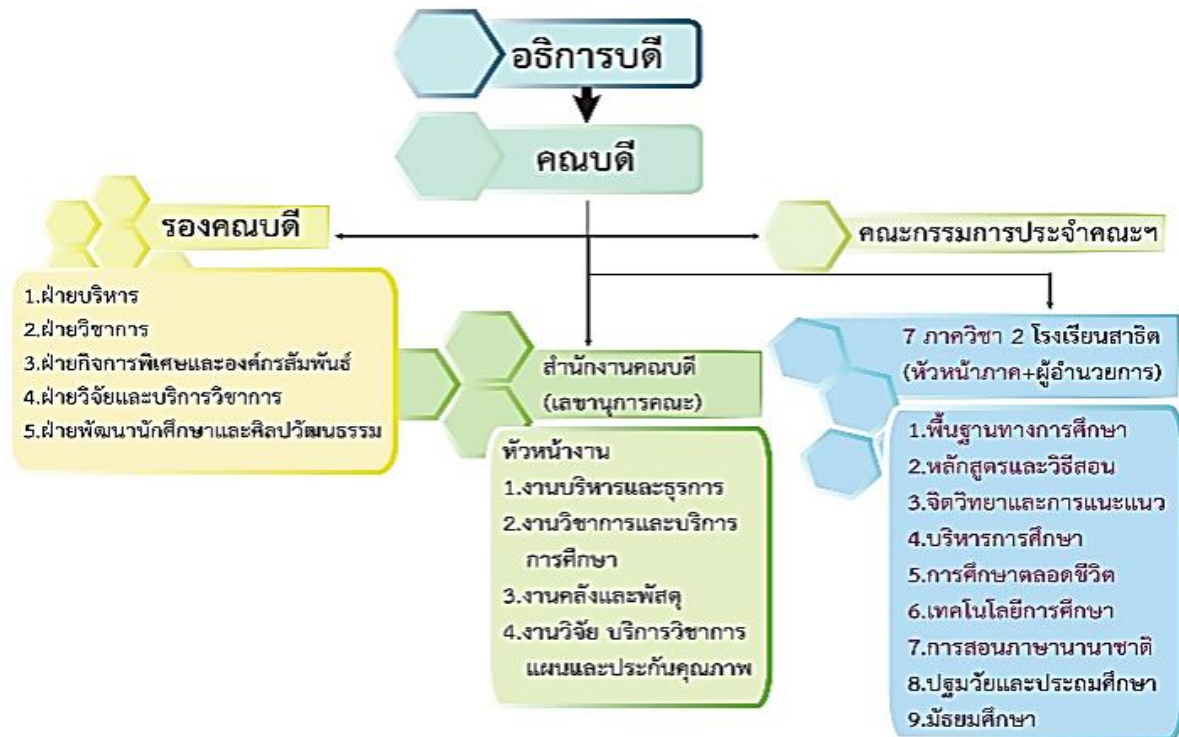 อธิการบดี
คณบดี
รองคณบดี
คณะกรรมการประจำคณะฯ
1.ฝ่ายบริหาร
2.ฝ่ายวิชาการ
3.ฝ่ายกิจการพิเศษและองค์กรสัมพันธ์
4.ฝ่ายวิจัยและบริการวิชาการ
5.ฝ่ายพัฒนานักศึกษาและศิลปวัฒนธรรม
สำนักงานคณบดี
(เลขานุการคณะ)
หัวหน้างาน
1.งานบริหารและธุรการ
2.งานวิชาการและบริการ
การศึกษา
3.งานคลังและพัสดุ
4.งานวิจัย บริการวิชาการ
แผนและประกันคุณภาพ
7 ภาควิชา 2 โรงเรียนสาธิต
(หัวหน้าภาค+ผู้อำนวยการ)
1.พื้นฐานทางการศึกษา
2.หลักสูตรและวิธีสอน
3.จิตวิทยาและการแนะแนว
4.บริหารการศึกษา
5.การศึกษาตลอดชีวิต
6.เทคโนโลยีการศึกษา
7.การสอนภาษานานาชาติ
8.ปฐมวัยและประถมศึกษา
9.มัธยมศึกษา